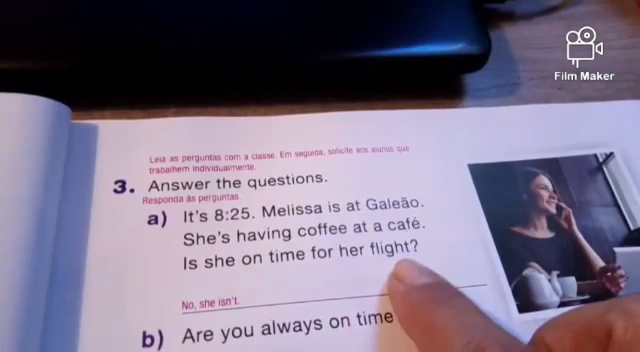 Film Maker
Leia as perguntas com a classe. Em seguida, solicite aos alunos que
trabalhem individualmente.
3. Answer the questions.
Responda às perguntas.
a) It's 8:25. Melissa is at Galeão.
She's having coffee at a café.
Is she on time for her flight?
No, she isn't.
b) Are you always on time